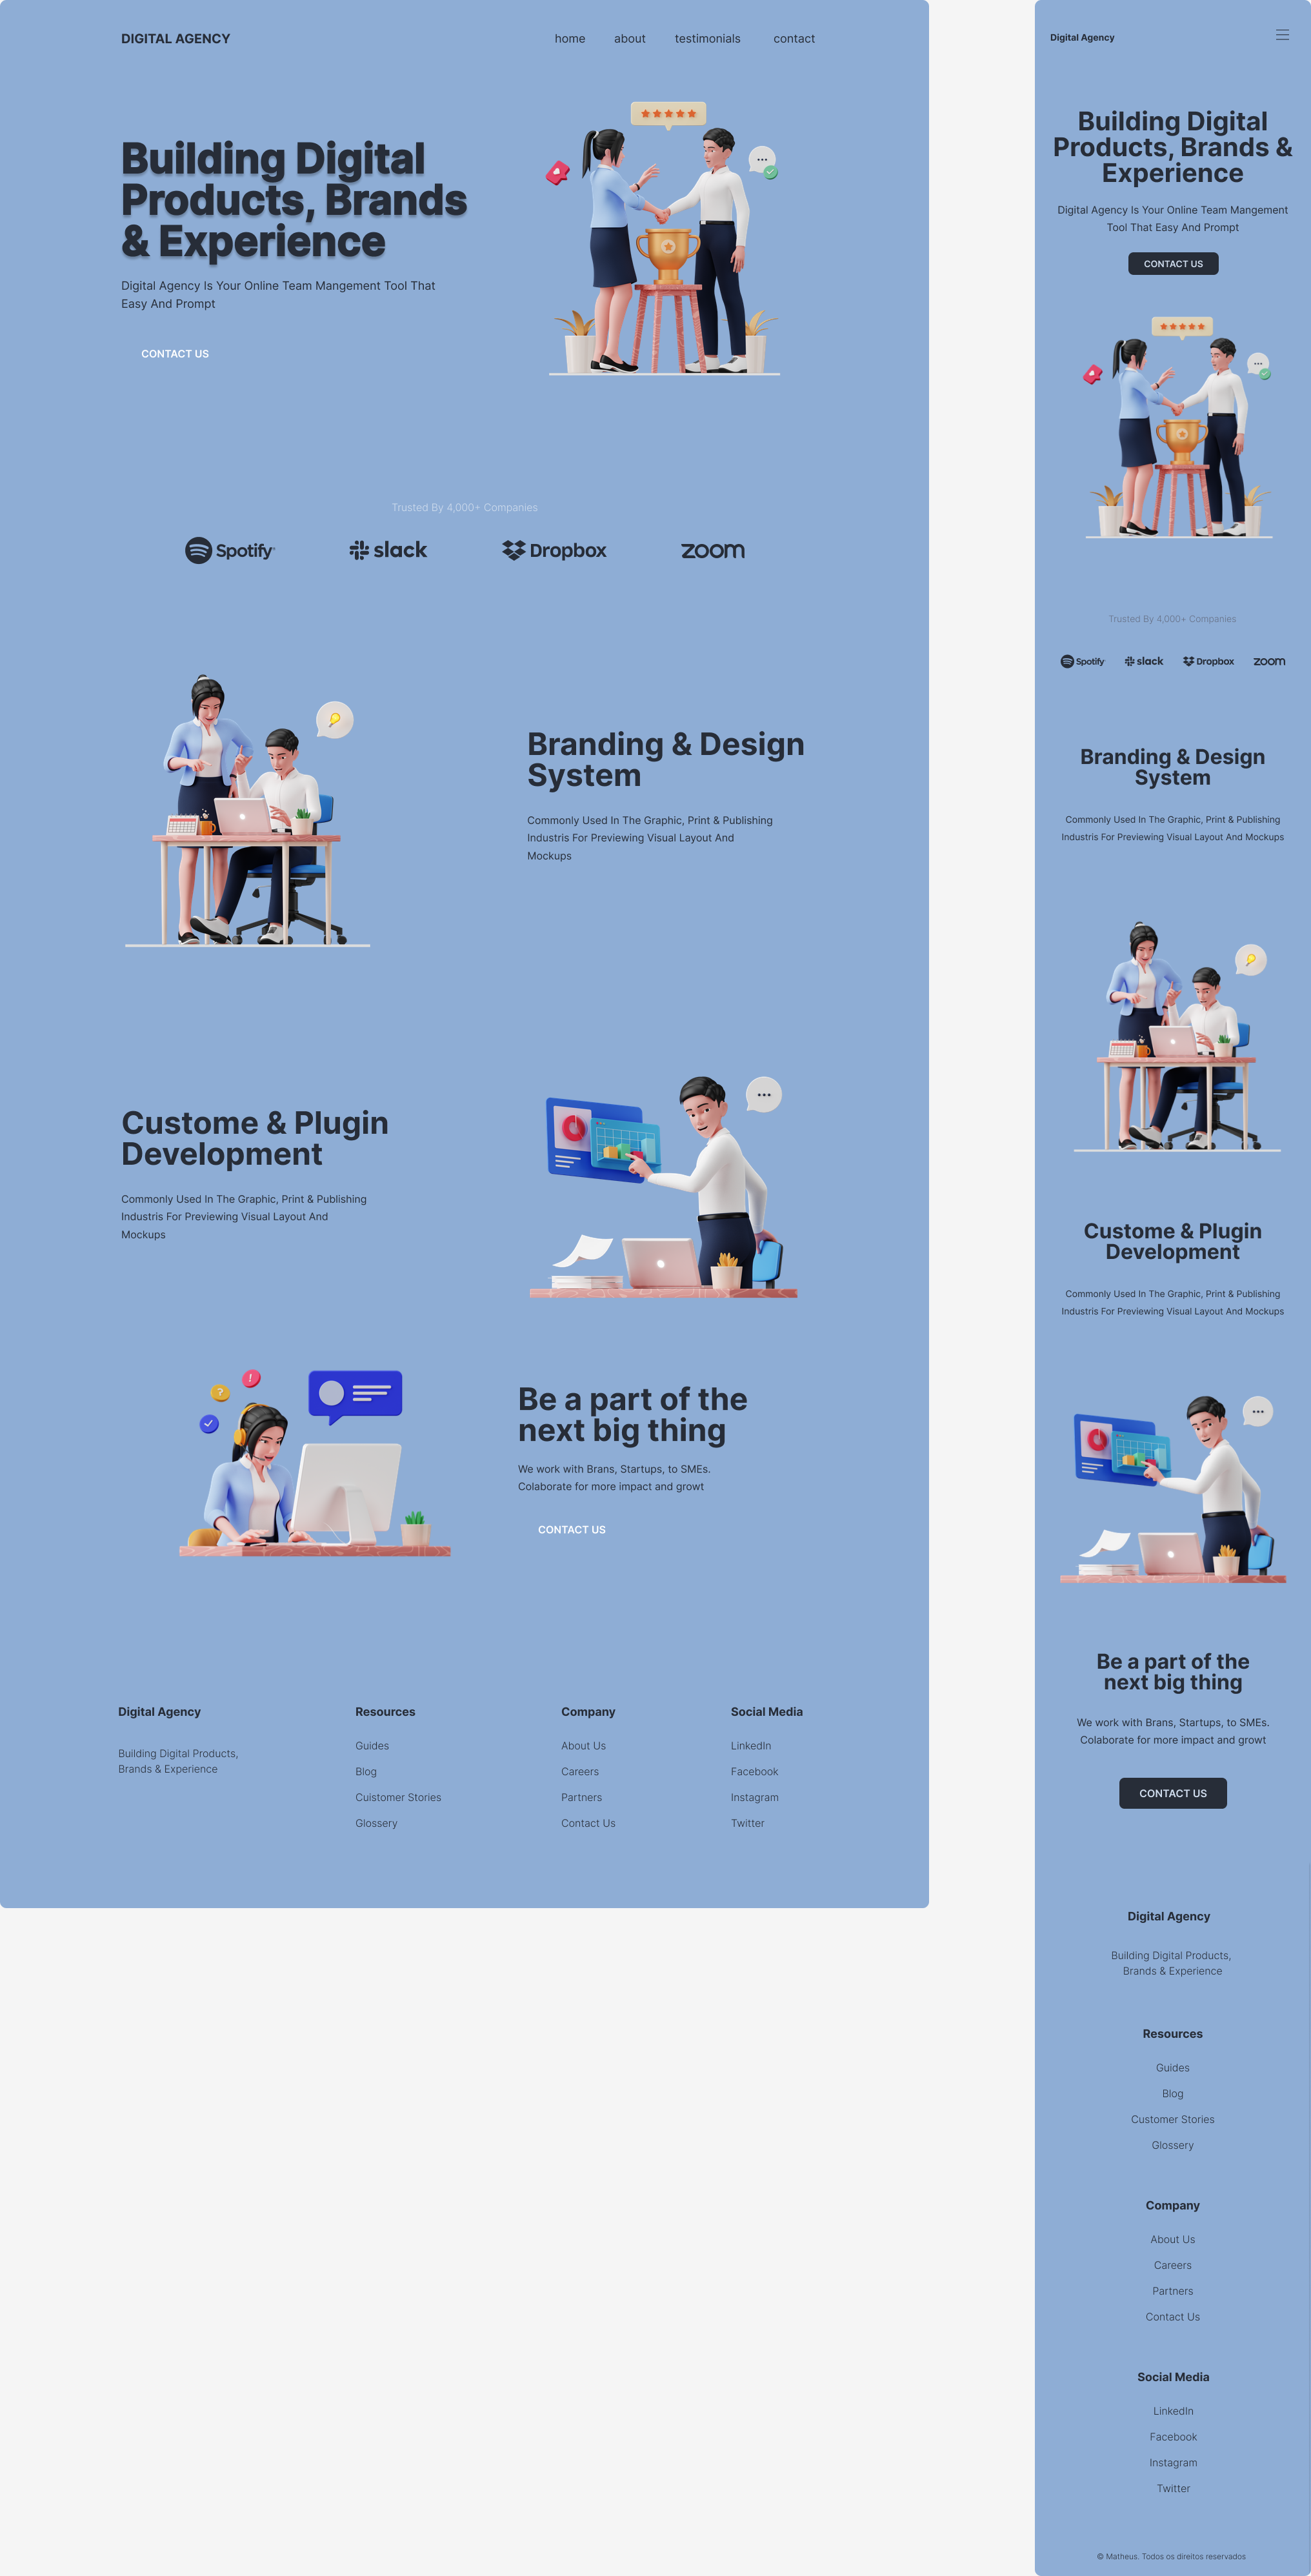 DIGITAL AGENCY
home about testimonials contact
Building Digital
Products, Brands
& Experience
Digital Agency Is Your Online Team Mangement Tool That
Easy And Prompt
CONTACT US
Trusted By 4,000+ Companies
Spotify slack Dropbox zoom
Branding & Design
System
Commonly Used In The Graphic, Print & Publishing
Industris For Previewing Visual Layout And
Mockups
Custome & Plugin
Development
Commonly Used In The Graphic, Print & Publishing
Industris For Previewing Visual Layout And
Mockups
Be a part of the
next big thing
We work with Brans, Startups, to SMEs.
Colaborate for more impact and growt
CONTACT US
Digital Agency
Building Digital Products,
Brands & Experience
Resources
Guides
Blog
Cuistomer Stories
Glossery
Company
About Us
Careers
Partners
Contact Us
Social Media
LinkedIn
Facebook
Instagram
Twitter
Digital Agency
Building Digital
Products, Brands &
Experience
Digital Agency Is Your Online Team Mangement
Tool That Easy And Prompt
CONTACT US
Trusted By 4,000+ Companies
Spotify slack Dropbox zoom
Branding & Design
System
Commonly Used In The Graphic, Print & Publishing
Industris For Previewing Visual Layout And Mockups
Custome & Plugin
Development
Commonly Used In The Graphic, Print & Publishing
Industris For Previewing Visual Layout And Mockups
Be a part of the
next big thing
We work with Brans, Startups, to SMEs.
Colaborate for more impact and growt
CONTACT US
Digital Agency
Building Digital Products,
Brands & Experience
Resources
Guides
Blog
Customer Stories
Glossery
Company
About Us
Careers
Partners
Contact Us
Social Media
LinkedIn
Facebook
Instagram
Twitter
© Matheus. Todos os direitos reservados